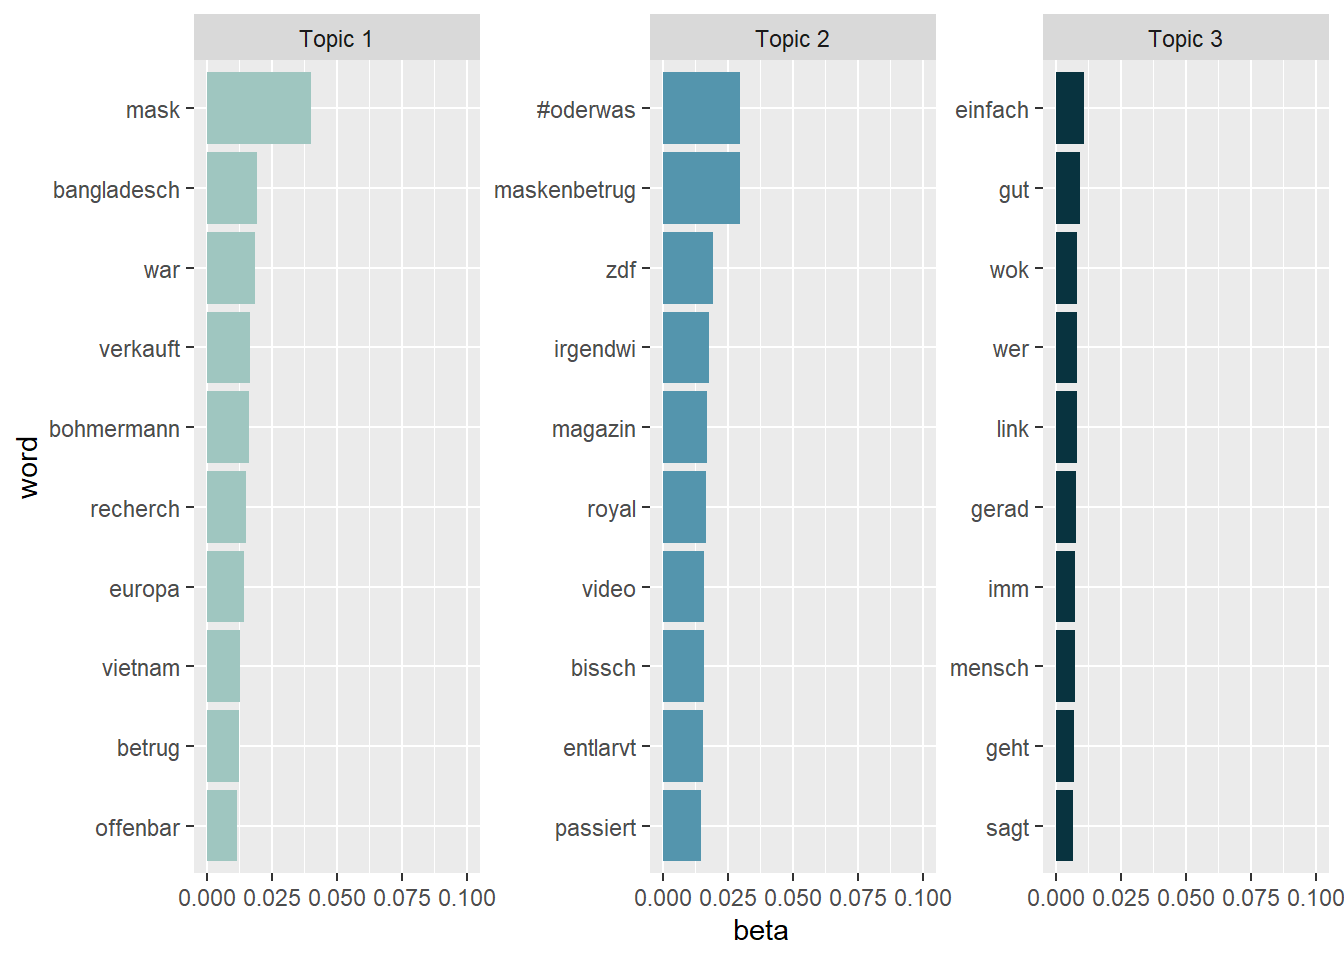 Topic 1
Topic 2
Topic 3
word
mask
bangladesch
war
verkauft
bohmermann
recherch
europa
vietnam
betrug
offenbar
#oderwas
maskenbetrug
zdf
irgendwi
magazin
royal
video
bissch
entlarvt
passiert
einfach
gut
wok
wer
link
gerad
imm
mensch
geht
sagt
0.000 0.025 0.050 0.075 0.100
0.000 0.025 0.050 0.075 0.100
0.000 0.025 0.050 0.075 0.100
beta